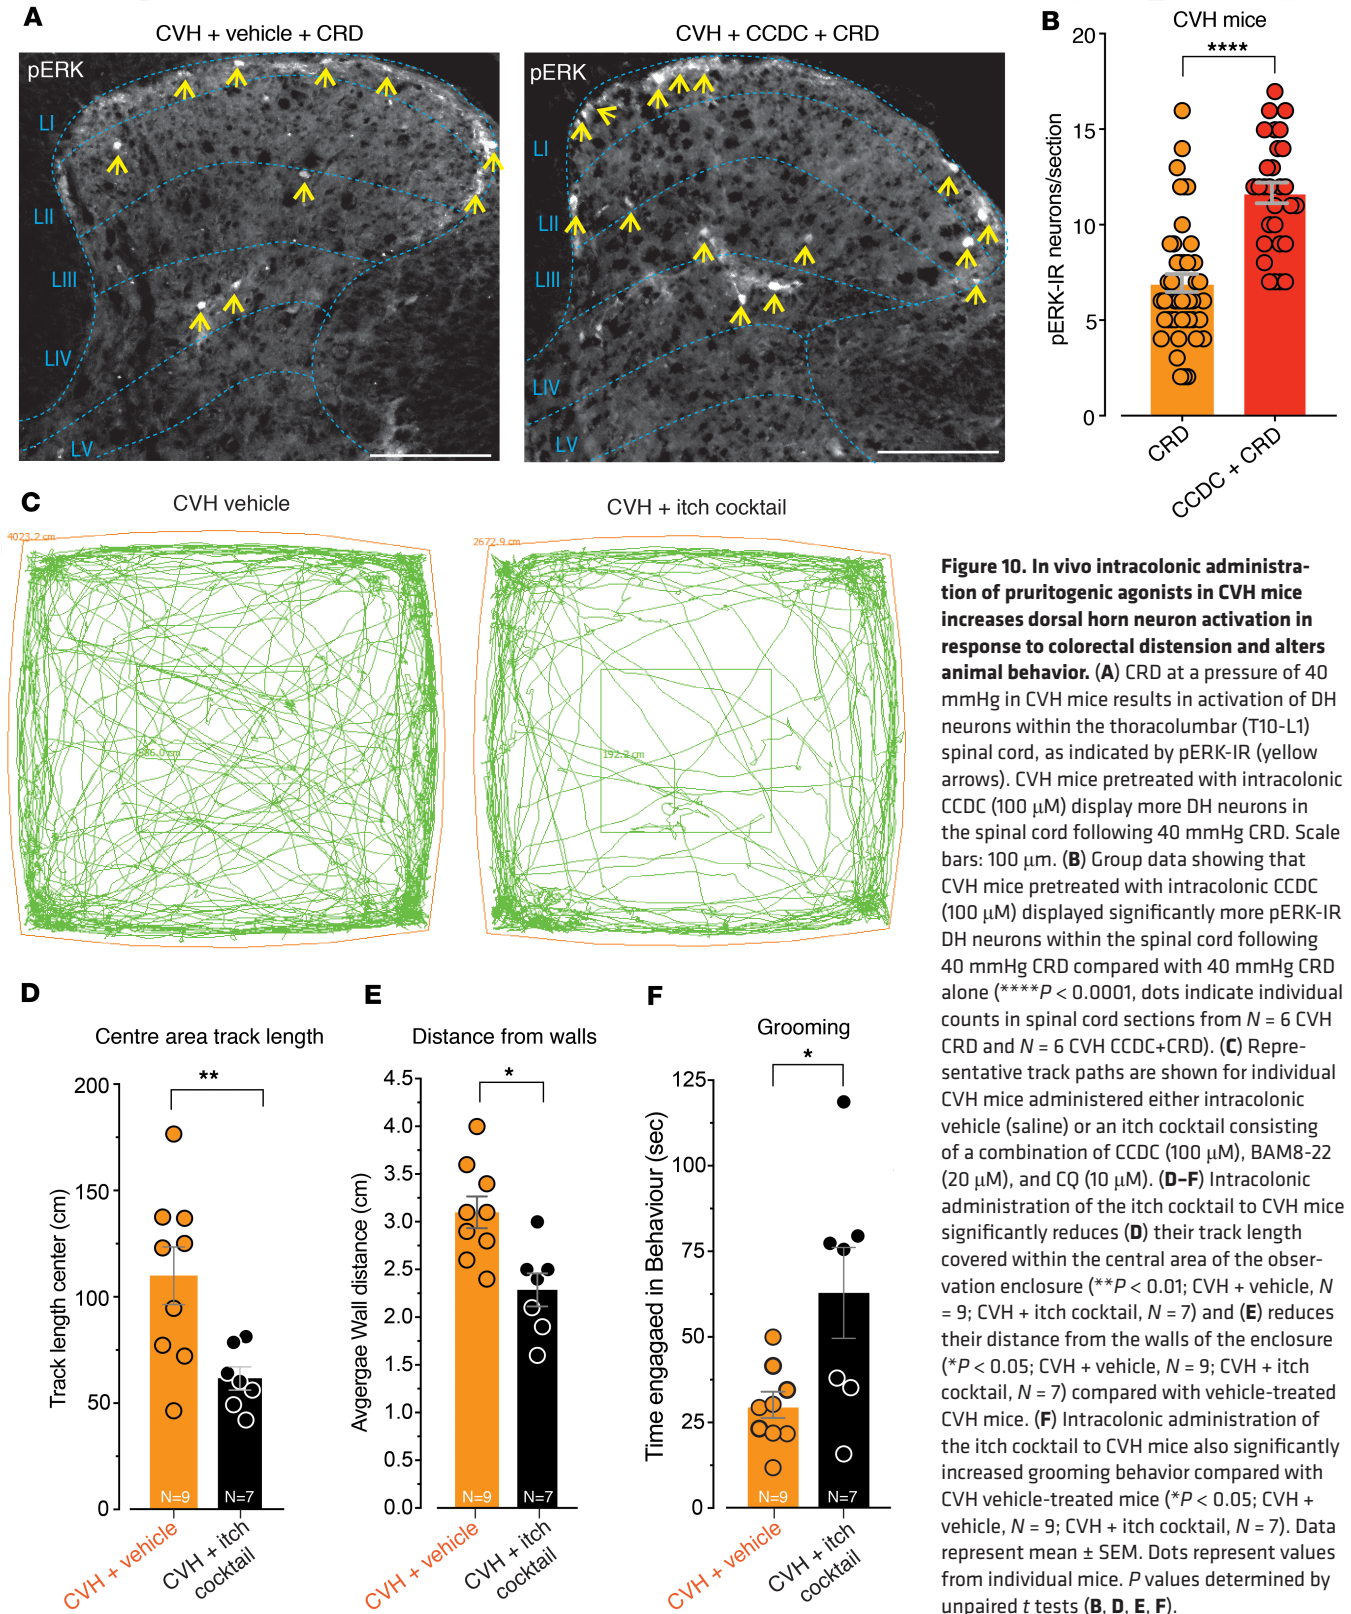 A
CVH + vehicle + CRD
CVH + CCDC + CRD
pERK
LI
LII
LIII
LIV
LV
pERK
LI
LII
LIII
LIV
LV
B
CVH mice
****
20
15
10
5
0
pERK-IR neurons/section
CRD
CCDC + CRD
C
CVH vehicle
CVH + itch cocktail
4023.2 cm
2672.9 cm
192.2 cm
D
Centre area track length
**
200
150
100
50
0
Track length center (cm)
N=9
N=7
CVH + vehicle
CVH + itch
cocktail
E
Distance from walls
*
4.5
4.0
3.5
3.0
2.5
2.0
1.5
1.0
0.5
0.0
Avgergae Wall distance (cm)
N=9
N=7
CVH + vehicle
CVH + itch
cocktail
F
Grooming
*
125
100
75
50
25
0
Time engagaed in Behaviour (sec)
N=9
N=7
CVH + vehicle
CVH + itch
cocktail
Figure 10. In vivo intracolonic administra-
tion of pruritogenic agonists in CVH mice
increases dorsal horn neuron activation in
response to colorectal distension and alters
animal behavior. (A) CRD at a pressure of 40
mmHg in CVH mice results in activation of DH
neurons within the thoracolumbar (T10-L1)
spinal cord, as indicated by pERK-IR (yellow
arrows). CVH mice pretreated with intracolonic
CCDC (100 μM) display more DH neurons in
the spinal cord following 40 mmHg CRD. Scale
bars: 100 μm. (B) Group data showing that
CVH mice pretreated with intracolonic CCDC
(100 μM) displayed significantly more pERK-IR
DH neurons within the spinal cord following
40 mmHg CRD compared with 40 mmHg CRD
alone (****P < 0.0001, dots indicate individual
counts in spinal cord sections from N = 6 CVH
CRD and N = 6 CVH CCDC+CRD). (C) Repre-
sentative track paths are shown for individual
CVH mice administered either intracolonic
vehicle (saline) or an itch cocktail consisting
of a combination of CCDC (100 μM), BAM8-22
(20 μM), and CQ (10 μM). (D–F) Intracolonic
administration of the itch cocktail to CVH mice
significantly reduces (D) their track length
covered within the central area of the obser-
vation enclosure (**P < 0.01; CVH + vehicle, N
= 9; CVH + itch cocktail, N = 7) and (E) reduces
their distance from the walls of the enclosure
(*P < 0.05; CVH + vehicle, N = 9; CVH + itch
cocktail, N = 7) compared with vehicle-treated
CVH mice. (F) Intracolonic administration of
the itch cocktail to CVH mice also significantly
increased grooming behavior compared with
CVH vehicle-treated mice (*P < 0.05; CVH +
vehicle, N = 9; CVH + itch cocktail, N = 7). Data
represent mean ± SEM. Dots represent values
from individual mice. P values determined by
unpaired t tests (B, D, E, F).